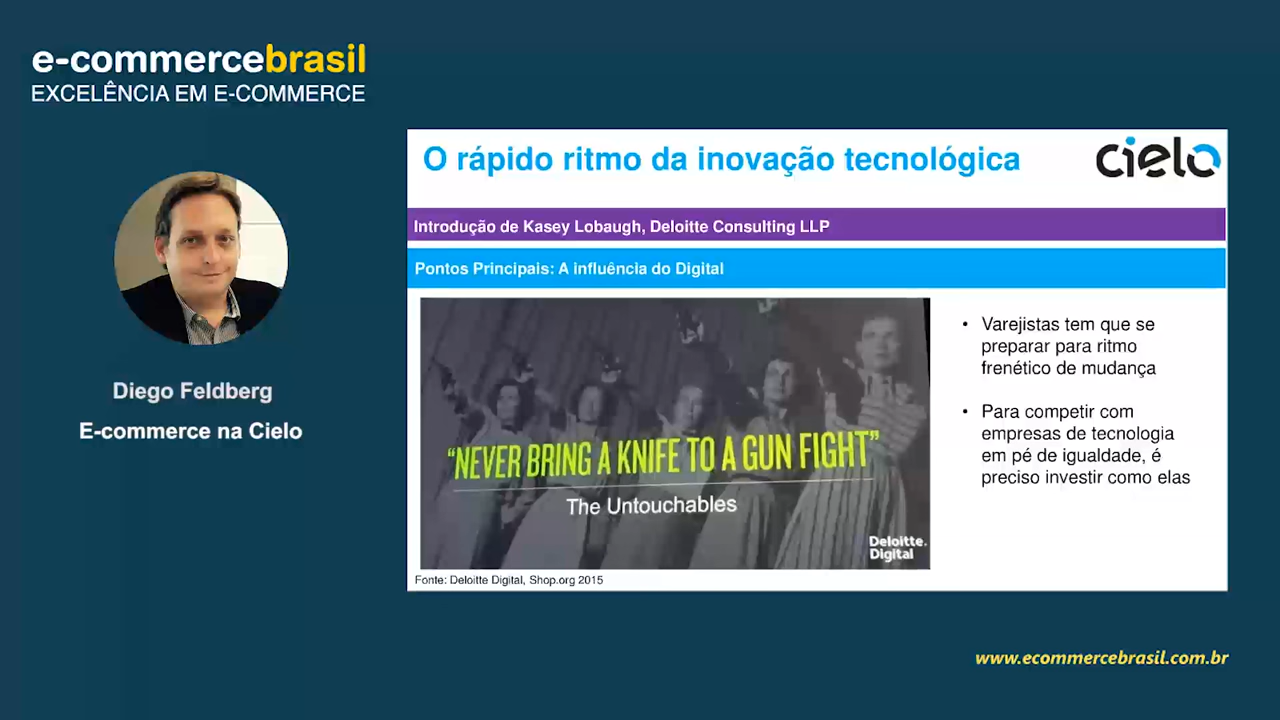 e-commercebrasil
EXCELÊNCIA EM E-COMMERCE
Diego Feldberg
E-commerce na Cielo
O rápido ritmo da inovação tecnológica
cielo
Introdução de Kasey Lobaugh, Deloitte Consulting LLP
Pontos Principais: A influência do Digital
“NEVER BRING A KNIFE TO A GUN FIGHT”
The Untouchables
Deloitte.
Digital
Fonte: Deloitte Digital, Shop.org 2015
• Varejistas tem que se
preparar para ritmo
frenético de mudança
• Para competir com
empresas de tecnologia
em pé de igualdade, é
preciso investir como elas
www.ecommercebrasil.com.br